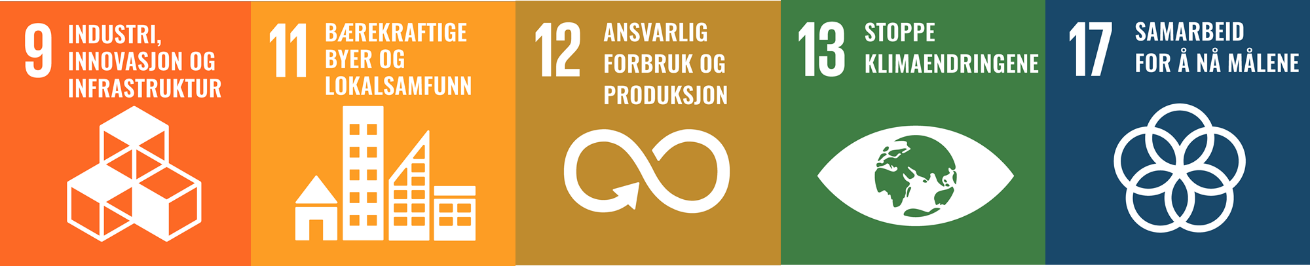 9
INDUSTRI,
INNOVASJON OG
INFRASTRUKTUR
11
BÆREKRAFTIGE
BYER OG
LOKALSAMFUNN
12
ANSVARLIG
FORBRUK OG
PRODUKSJON
13
STOPPE
KLIMAENDRINGENE
17
SAMARBEID
FOR Å NÅ MÅLENE